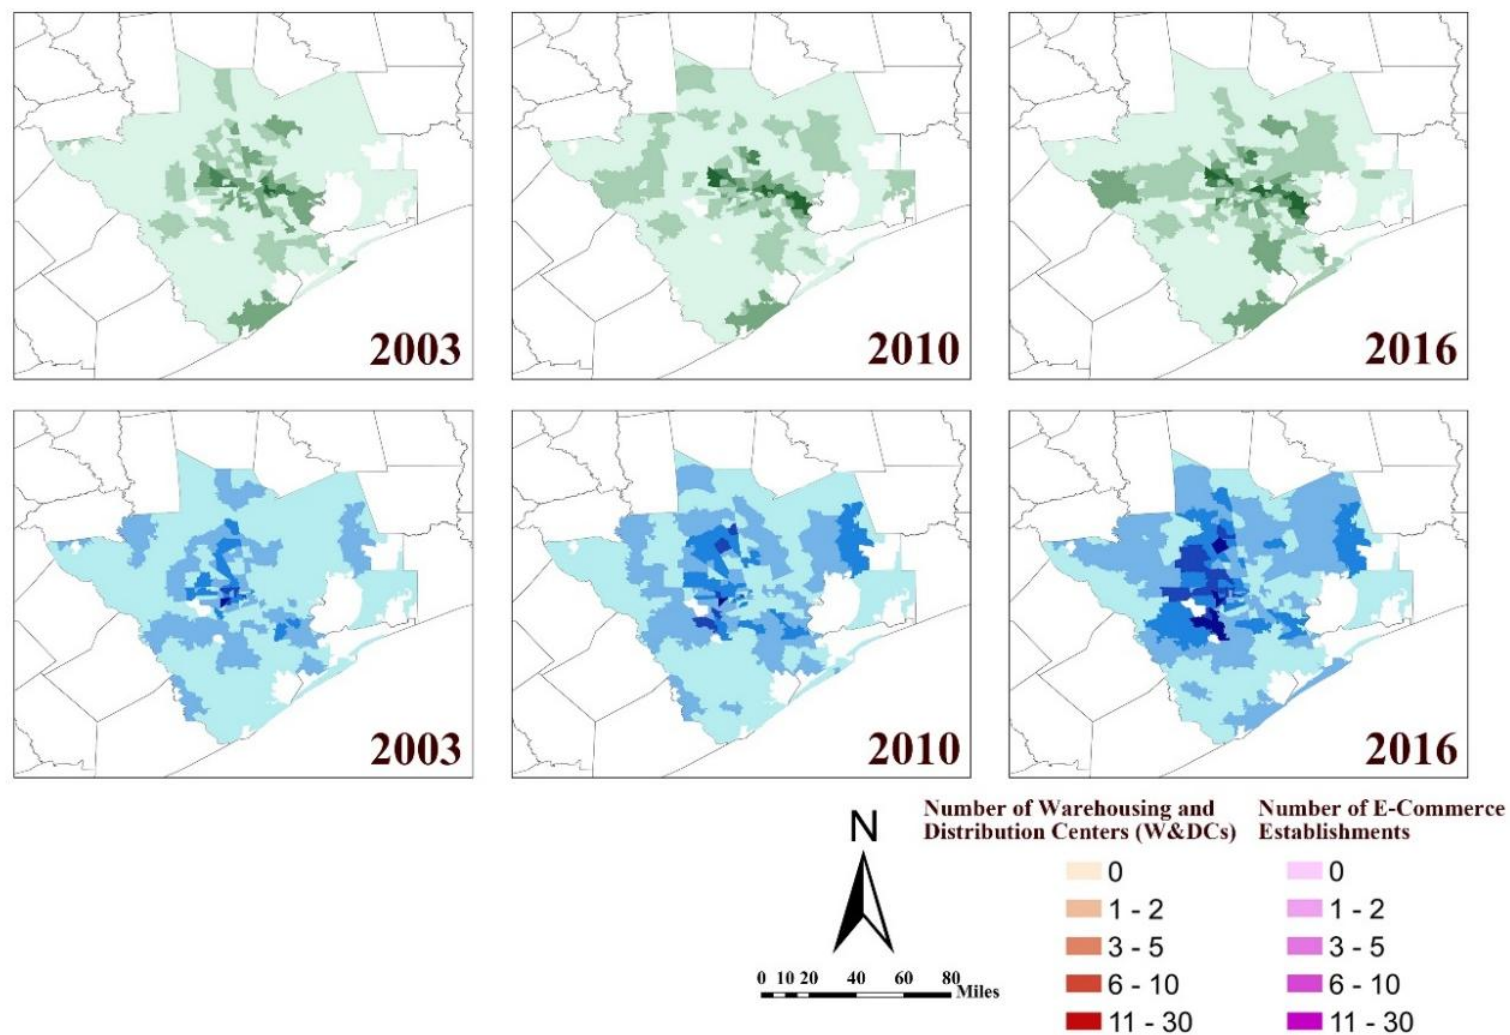 2003
2010
2016
2003
2010
2016
N
0 10 20 40 60 80
Miles
Number of Warehousing and
Distribution Centers (W&DCs)
0
1 - 2
3 - 5
6 - 10
11 - 30
Number of E-Commerce
Establishments
0
1 - 2
3 - 5
6 - 10
11 - 30